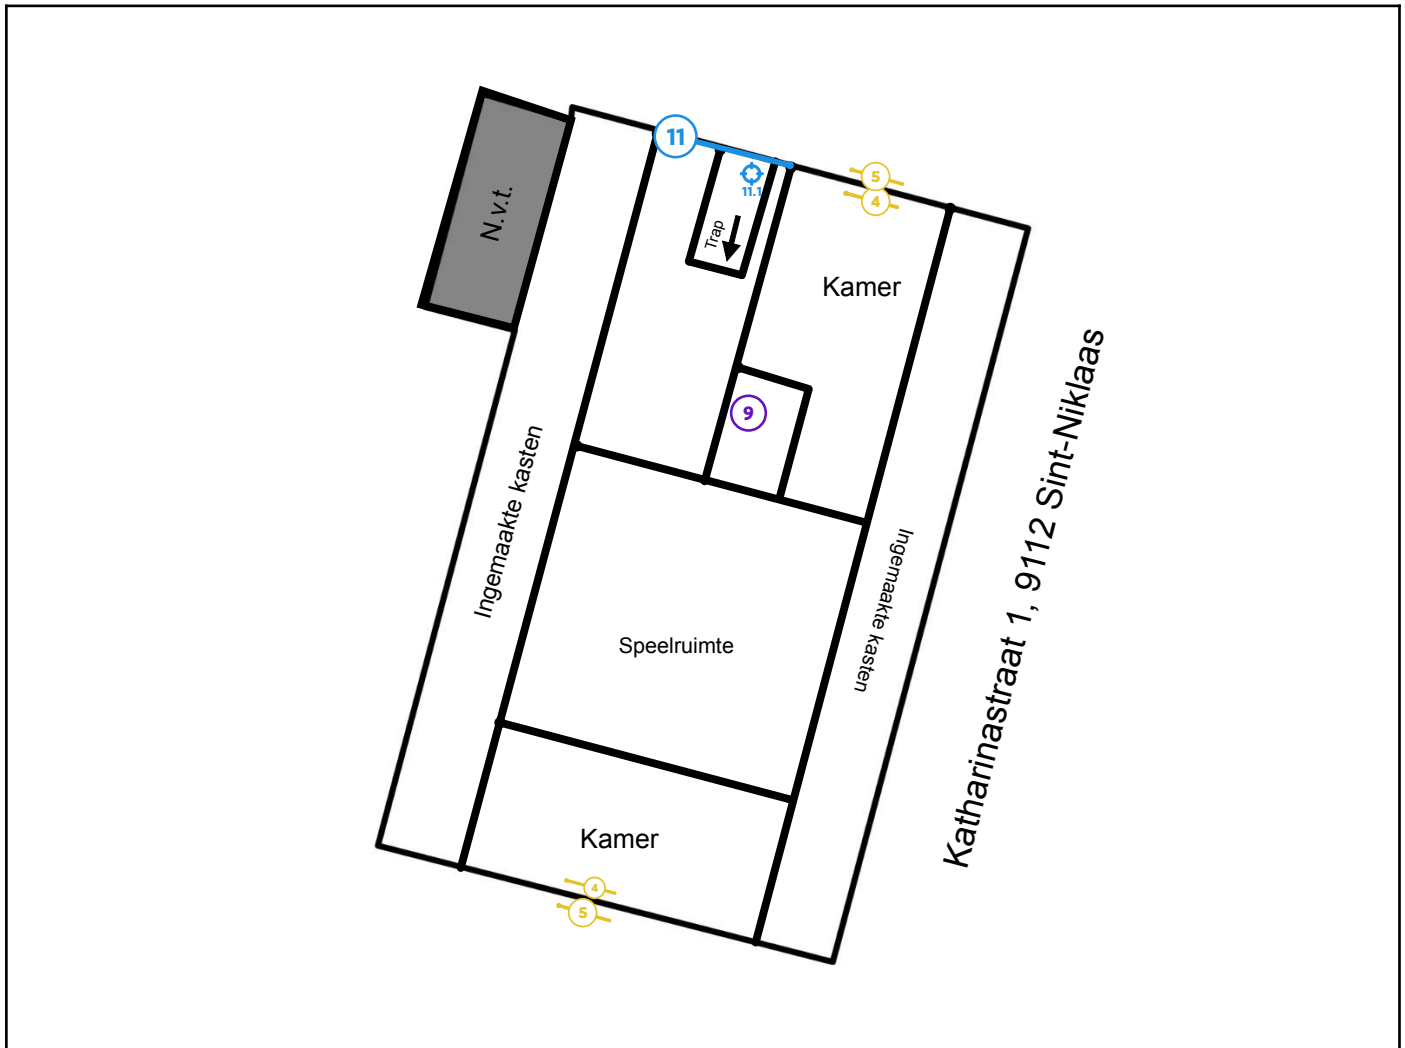 11
5
4
11.1
N.v.t.
Trap
Kamer
9
Ingemaakte kasten
Ingemaakte kasten
Katharinastraat 1, 9112 Sint-Niklaas
Speelruimte
Kamer
4
5